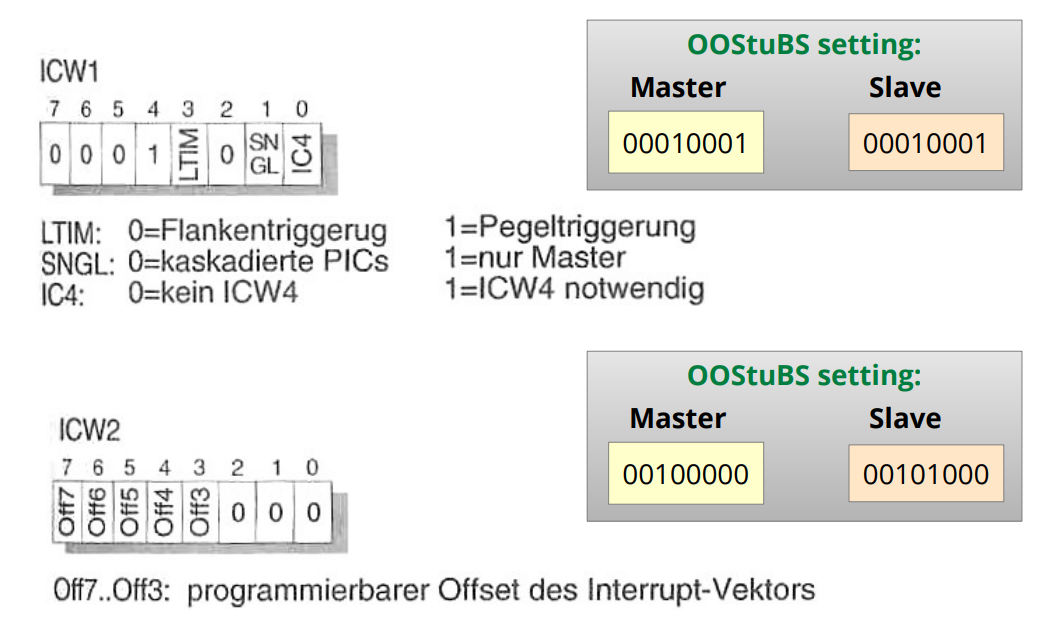 ICW1
7 6 5 4 3 2 1 0
0 0 0 1 LTIM 0 SNGL IC4
LTIM: 0=Flankentriggerug 1=Pegeltriggerung
SNGL: 0=kaskadierte PICs 1=nur Master
IC4: 0=kein ICW4 1=ICW4 notwendig
OOStuBS setting:
Master Slave
00010001 00010001
ICW2
7 6 5 4 3 2 1 0
Off7 Off6 Off5 Off4 Off3 0 0 0
Off7..Off3: programmierbarer Offset des Interrupt-Vektors
OOStuBS setting:
Master Slave
00100000 00101000